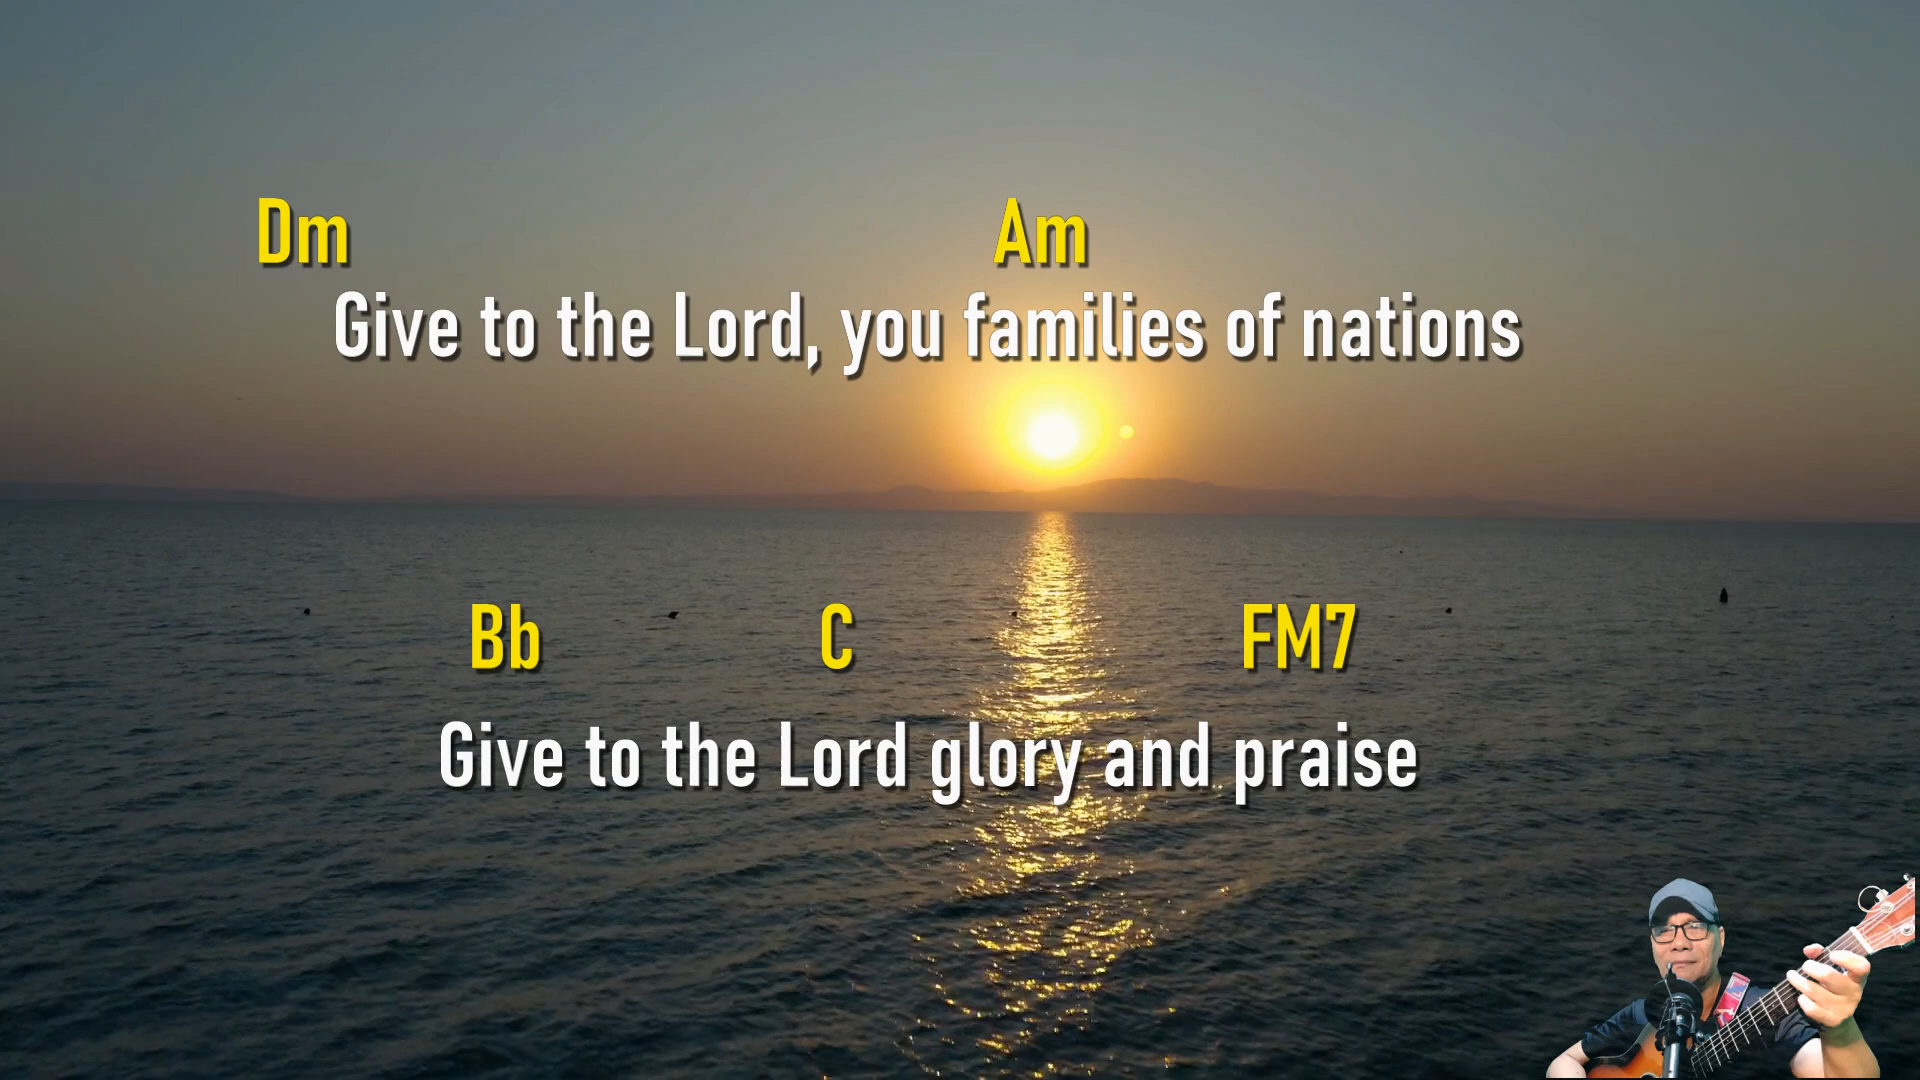 Dm Am
Give to the Lord, you families of nations
Bb C FM7
Give to the Lord glory and praise